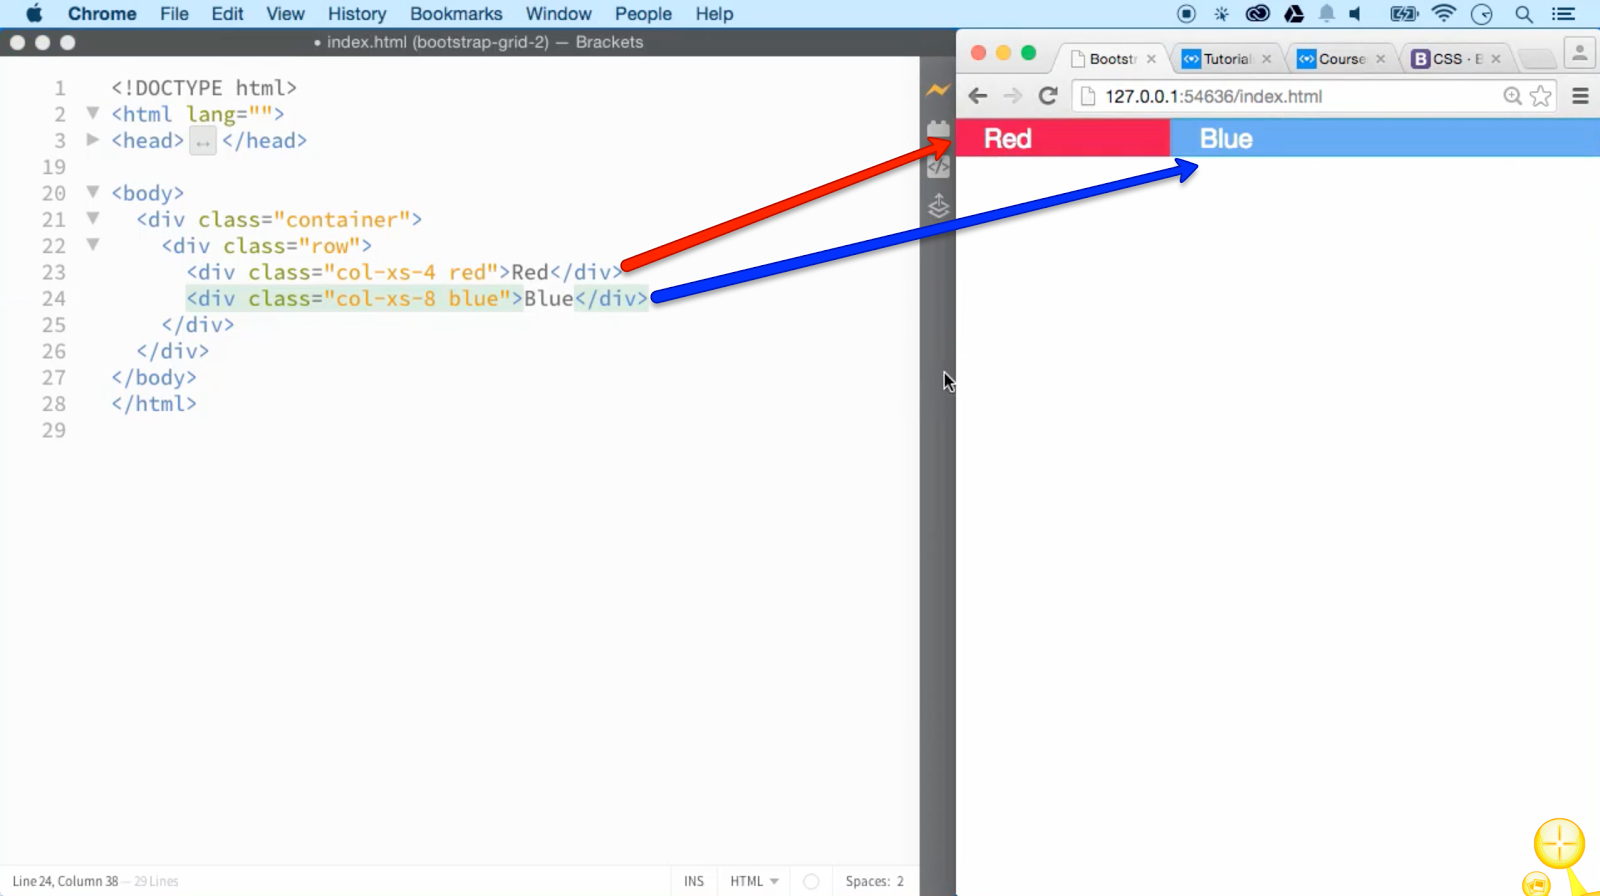 Chrome File Edit View History Bookmarks Window People Help
• index.html (bootstrap-grid-2) — Brackets
1 <!DOCTYPE html>
2 <html lang="">
3 <head>↔</head>
19
20 <body>
21 <div class="container">
22 <div class="row">
23 <div class="col-xs-4 red">Red</div>
24 <div class="col-xs-8 blue">Blue</div>
25 </div>
26 </div>
27 </body>
28 </html>
29
Line 24, Column 38 — 29 Lines
INS HTML Spaces: 2
Bootstr Tutorial Course CSS · B
127.0.0.1:54636/index.html
Red Blue